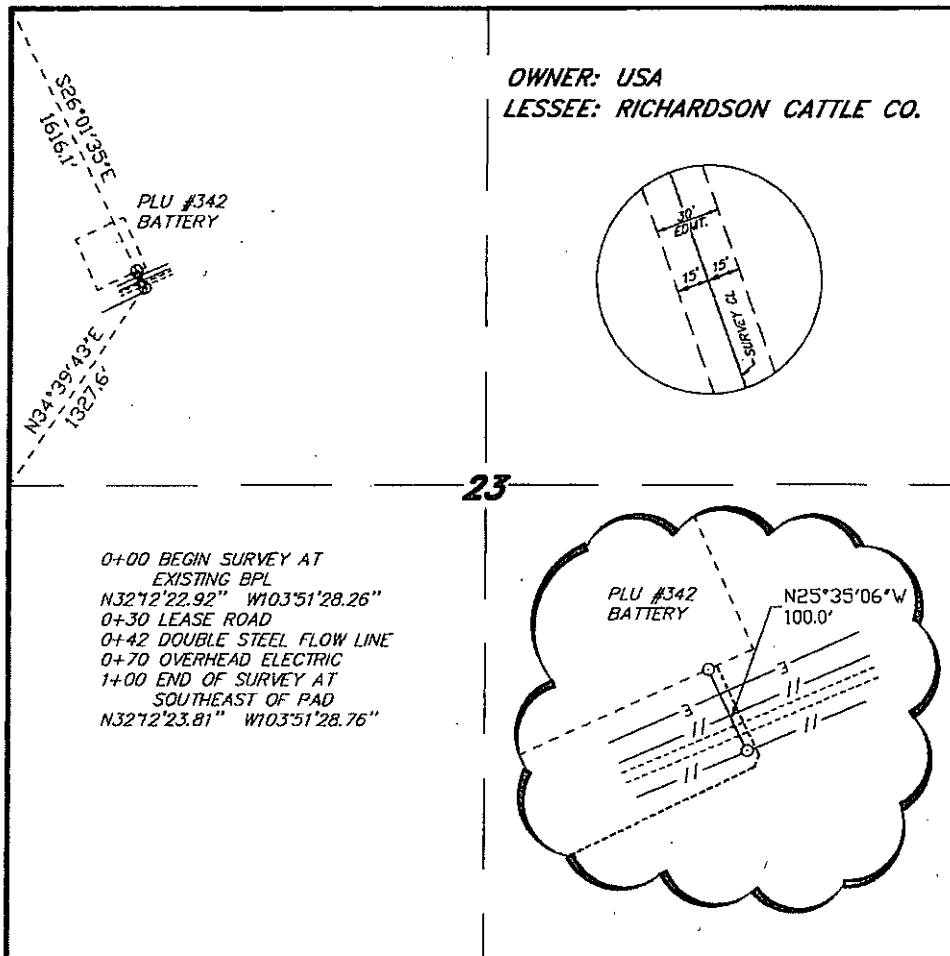 OWNER: USA
LESSEE: RICHARDSON CATTLE CO.
S26°01'35"E
1616.1'
PLU #342
BATTERY
30'
ESMT.
15' 15'
SURVEY CL
N34°39'43"E
1327.6'
23
0+00 BEGIN SURVEY AT
EXISTING BPL
N32°12'22.92" W103°51'28.26"
0+30 LEASE ROAD
0+42 DOUBLE STEEL FLOW LINE
0+70 OVERHEAD ELECTRIC
1+00 END OF SURVEY AT
SOUTHEAST OF PAD
N32°12'23.81" W103°51'28.76"
PLU #342
BATTERY
N25°35'06"W
100.0'